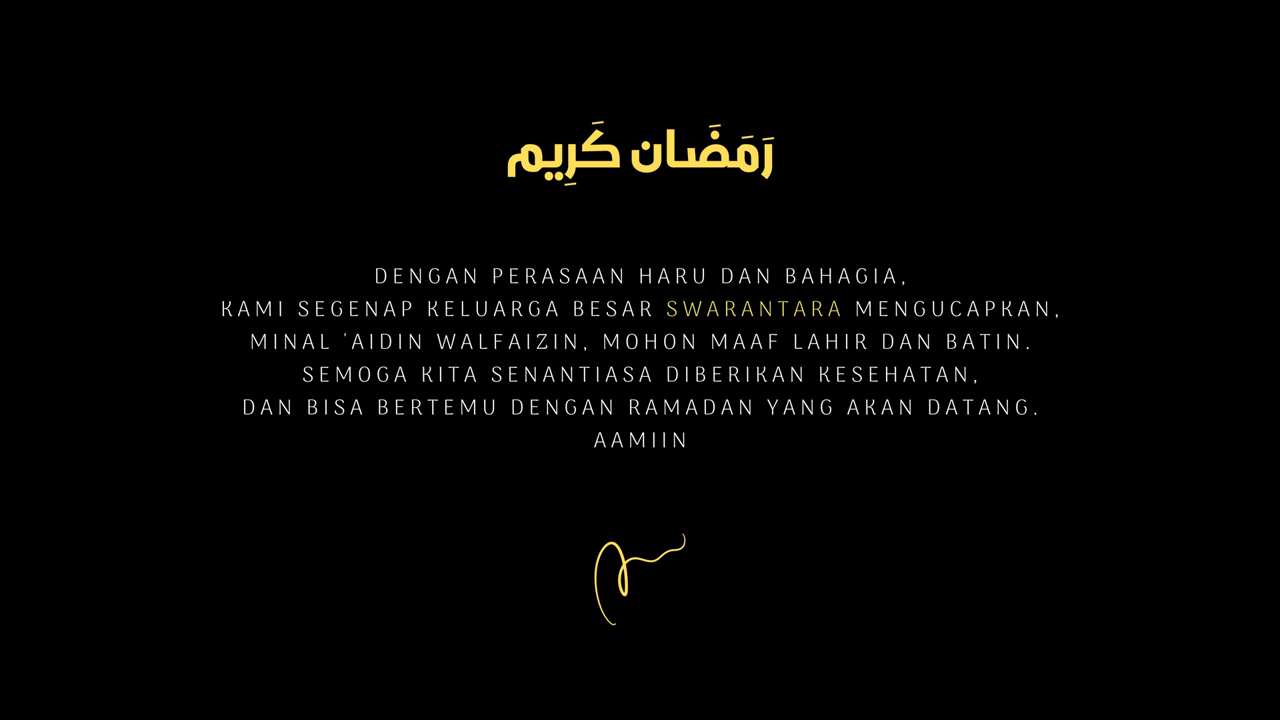 رَمَضَان كَرِيم
DENGAN PERASAAN HARU DAN BAHAGIA,
KAMI SEGENAP KELUARGA BESAR SWARANTARA MENGUCAPKAN,
MINAL 'AIDIN WALFAIZIN, MOHON MAAF LAHIR DAN BATIN.
SEMOGA KITA SENANTIASA DIBERIKAN KESEHATAN,
DAN BISA BERTEMU DENGAN RAMADAN YANG AKAN DATANG.
AAMIIN